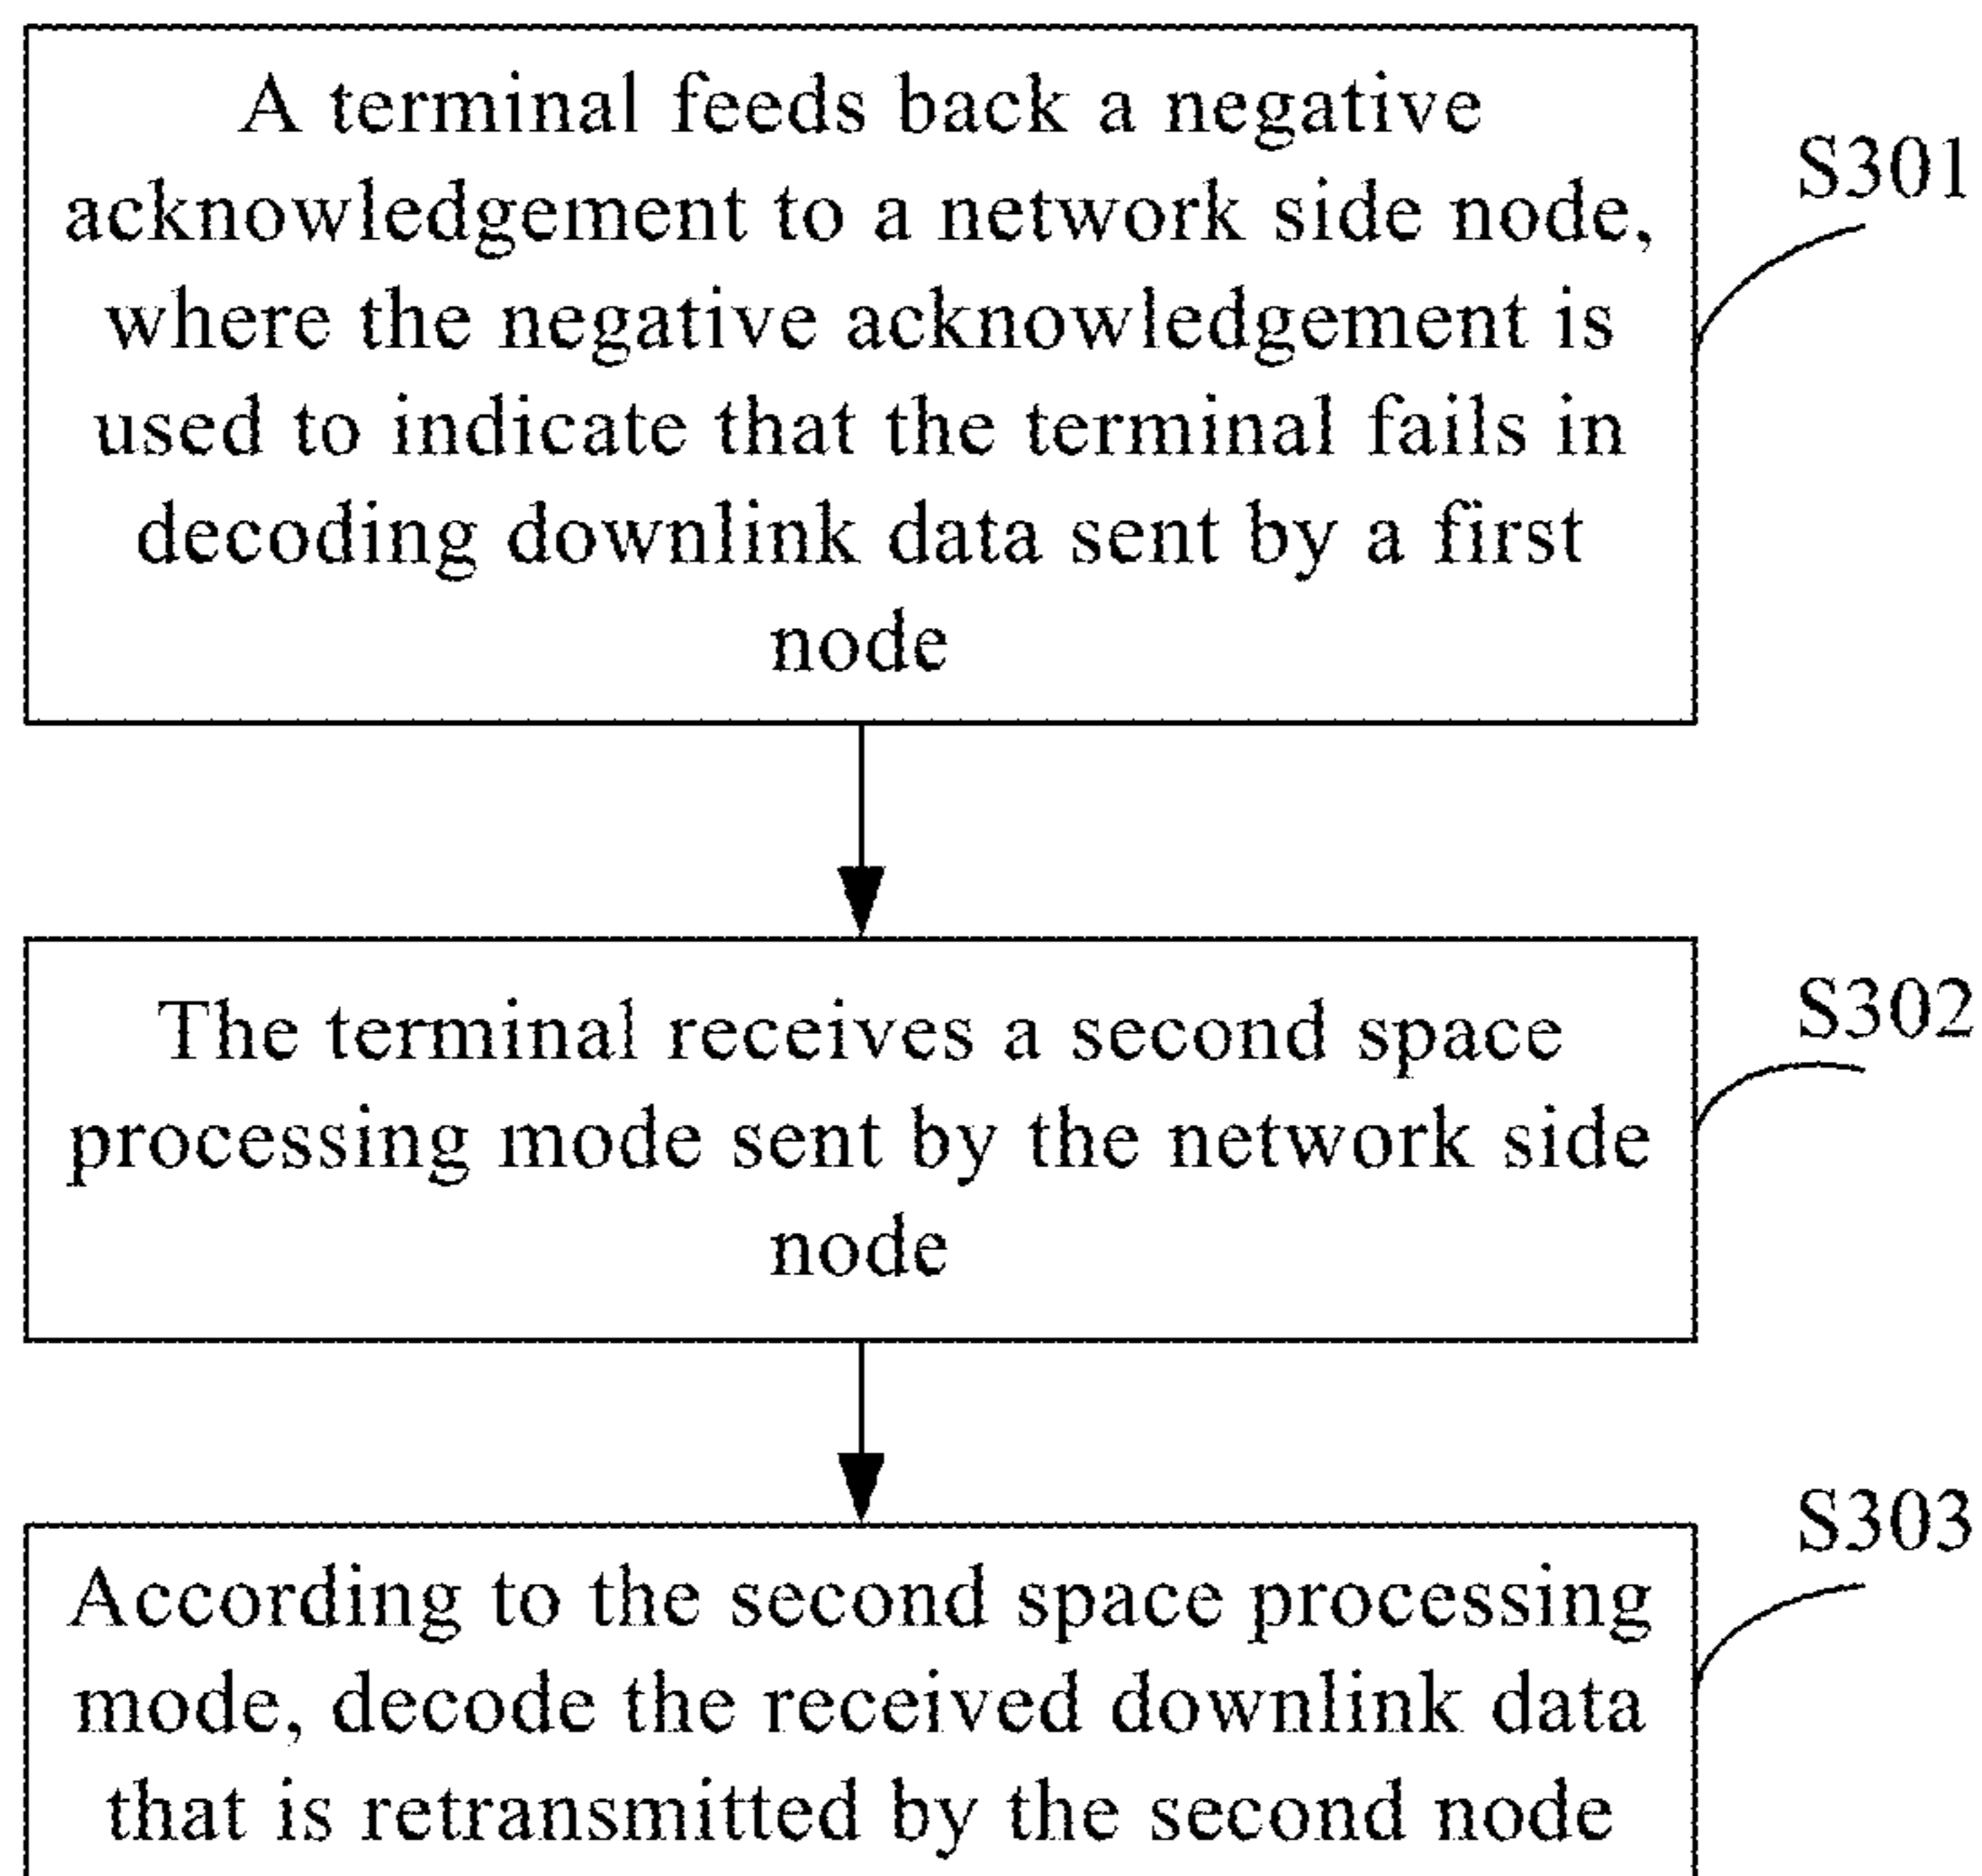 A terminal feeds back a negative
acknowledgement to a network side node,
where the negative acknowledgement is
used to indicate that the terminal fails in
decoding downlink data sent by a first
node
S301
The terminal receives a second space
processing mode sent by the network side
node
S302
According to the second space processing
mode, decode the received downlink data
that is retransmitted by the second node
S303